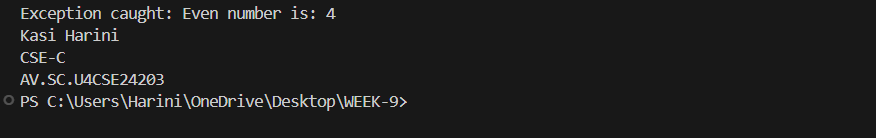 Exception caught: Even number is: 4
Kasi Harini
CSE-C
AV.SC.U4CSE24203
PS C:\Users\Harini\OneDrive\Desktop\WEEK-9>